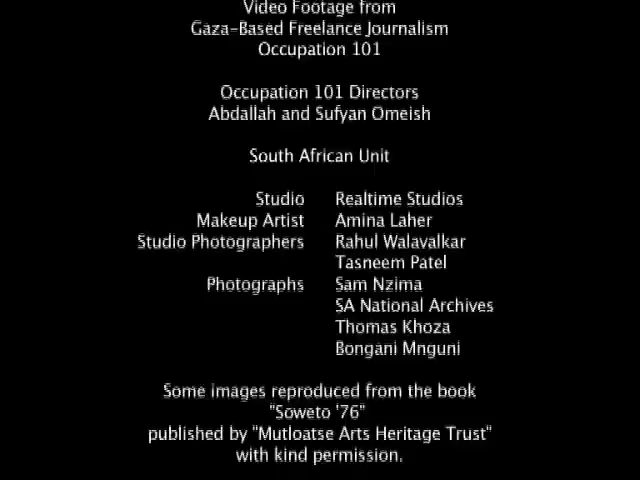 Video Footage from
Gaza-Based Freelance Journalism
Occupation 101
Occupation 101 Directors
Abdallah and Sufyan Omeish
South African Unit
Studio Realtime Studios
Makeup Artist Amina Laher
Studio Photographers Rahul Walavalkar
Tasneem Patel
Photographs Sam Nzima
SA National Archives
Thomas Khoza
Bongani Mnguni
Some images reproduced from the book
"Soweto '76"
published by "Mutloatse Arts Heritage Trust"
with kind permission.